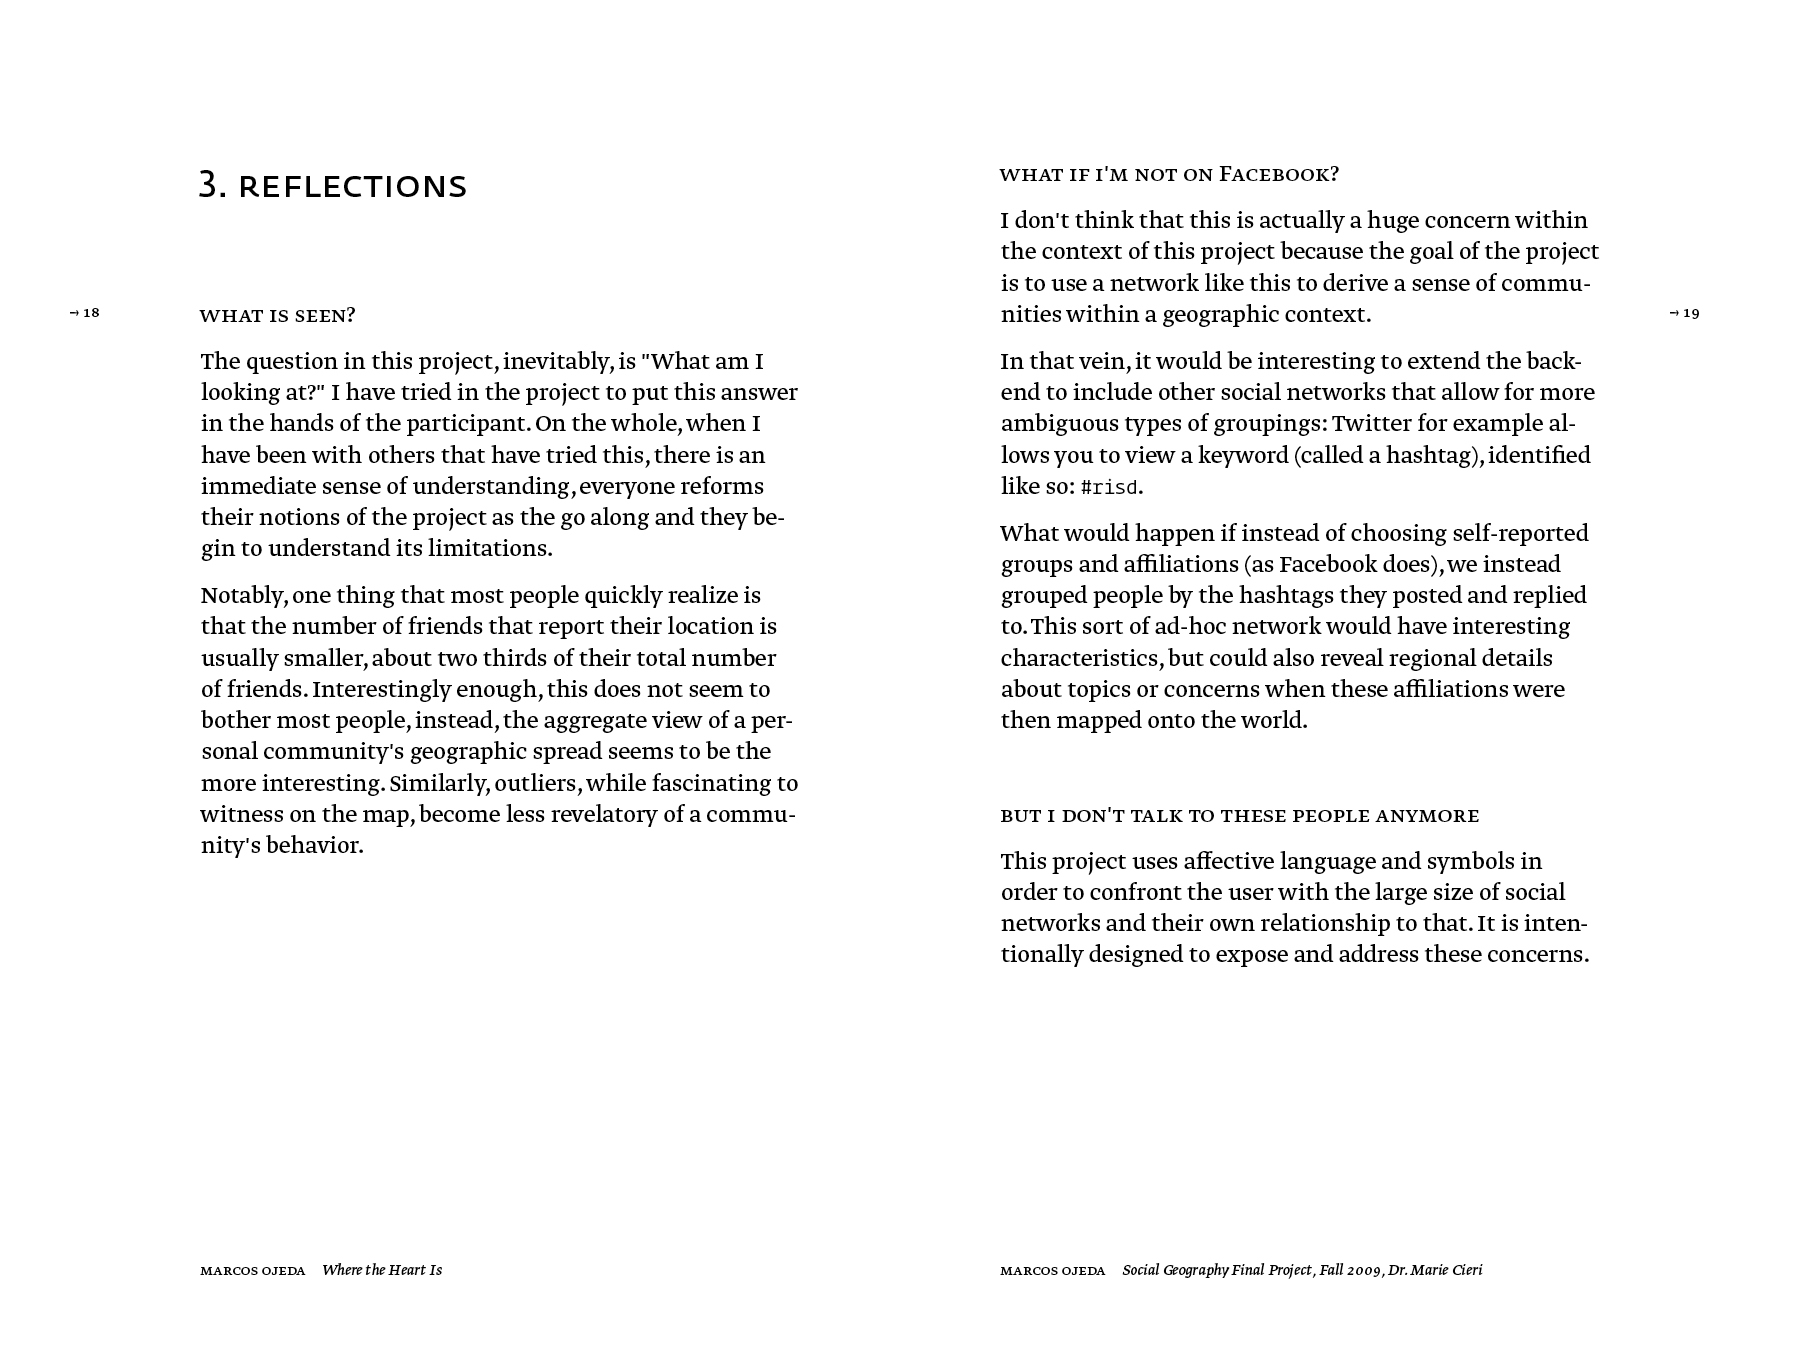 3. REFLECTIONS
→ 18
WHAT IS SEEN?
The question in this project, inevitably, is "What am I
looking at?" I have tried in the project to put this answer
in the hands of the participant. On the whole, when I
have been with others that have tried this, there is an
immediate sense of understanding, everyone reforms
their notions of the project as the go along and they be-
gin to understand its limitations.
Notably, one thing that most people quickly realize is
that the number of friends that report their location is
usually smaller, about two thirds of their total number
of friends. Interestingly enough, this does not seem to
bother most people, instead, the aggregate view of a per-
sonal community's geographic spread seems to be the
more interesting. Similarly, outliers, while fascinating to
witness on the map, become less revelatory of a commu-
nity's behavior.
MARCOS OJEDA Where the Heart Is
WHAT IF I'M NOT ON FACEBOOK?
I don't think that this is actually a huge concern within
the context of this project because the goal of the project
is to use a network like this to derive a sense of commu-
nities within a geographic context.
→ 19
In that vein, it would be interesting to extend the back-
end to include other social networks that allow for more
ambiguous types of groupings: Twitter for example al-
lows you to view a keyword (called a hashtag), identified
like so: #risd.
What would happen if instead of choosing self-reported
groups and affiliations (as Facebook does), we instead
grouped people by the hashtags they posted and replied
to. This sort of ad-hoc network would have interesting
characteristics, but could also reveal regional details
about topics or concerns when these affiliations were
then mapped onto the world.
BUT I DON'T TALK TO THESE PEOPLE ANYMORE
This project uses affective language and symbols in
order to confront the user with the large size of social
networks and their own relationship to that. It is inten-
tionally designed to expose and address these concerns.
MARCOS OJEDA Social Geography Final Project, Fall 2009, Dr. Marie Cieri